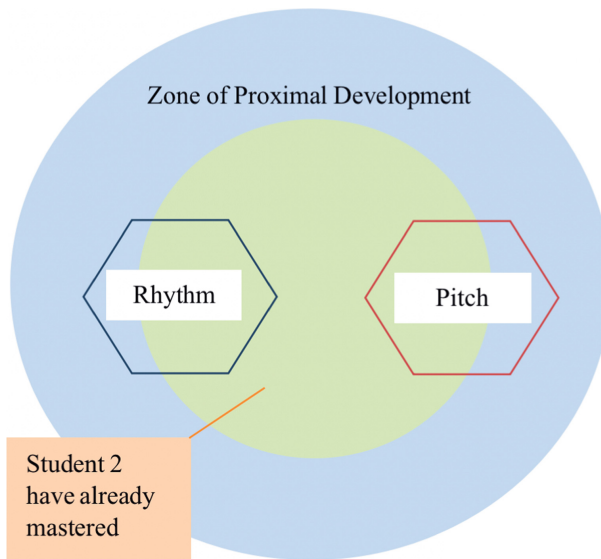 Zone of Proximal Development
Rhythm
Pitch
Student 2
have already
mastered